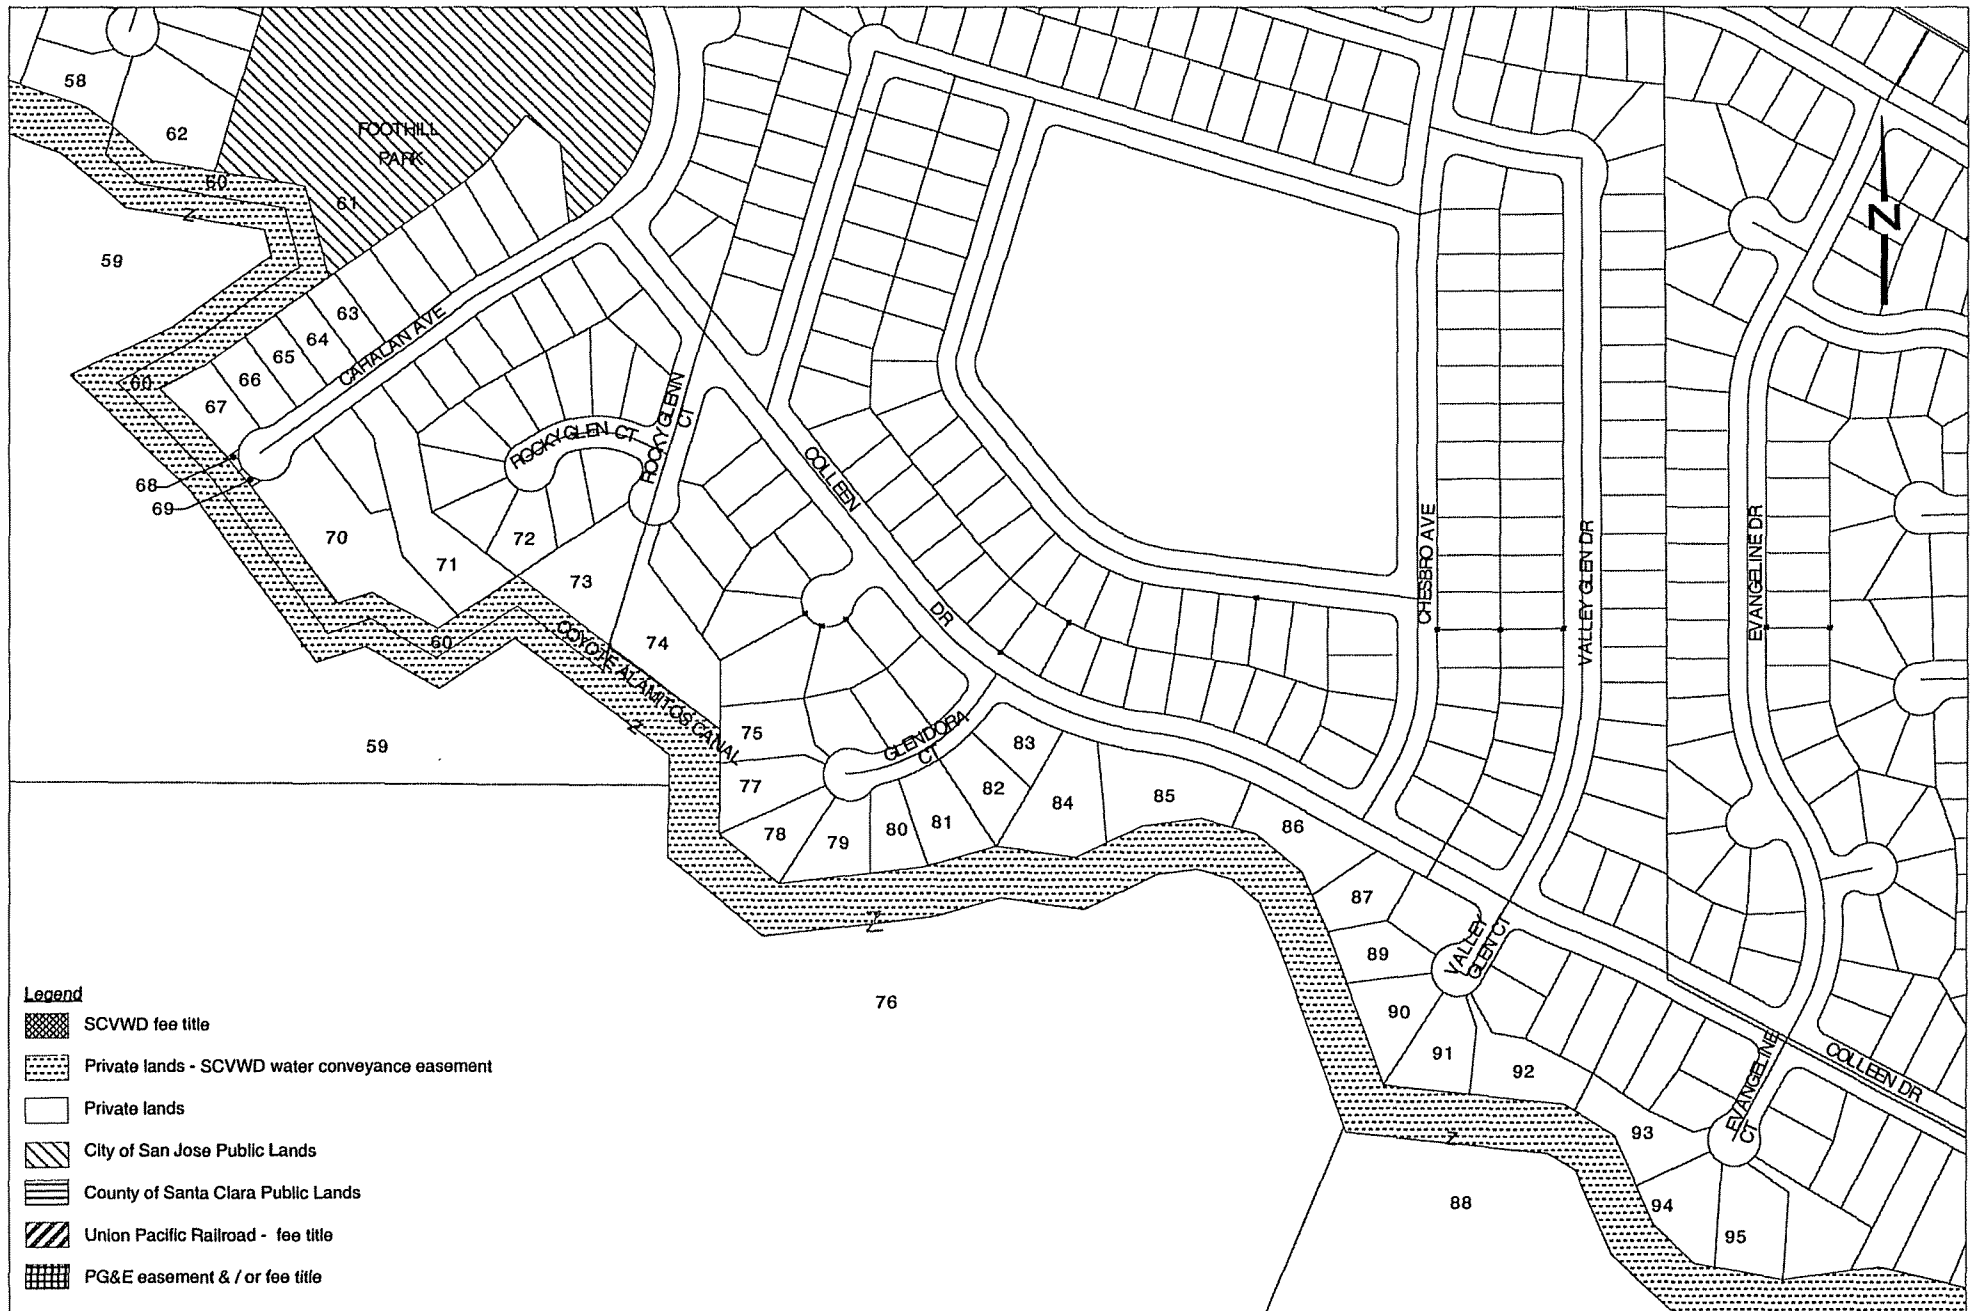 58
62
FOOTHILL
PARK
60
61
59
63
64
65
66
67
60
CAHALAN AVE
68
69
70
71
72
73
74
ROCKY GLEN CT
ROCKY GLENN
CT
COLLEEN
DR
60
COYOTE ALAMITOS CANAL
59
75
77
78
79
80
81
82
83
84
85
86
GLENDORA
CT
CHESBRO AVE
VALLEY GLEN DR
EVANGELINE DR
N
87
89
90
91
92
93
94
95
VALLEY
GLEN CT
EVANGELINE
CT
COLLEEN DR
76
88
Legend
SCVWD fee title
Private lands - SCVWD water conveyance easement
Private lands
City of San Jose Public Lands
County of Santa Clara Public Lands
Union Pacific Railroad - fee title
PG&E easement & / or fee title